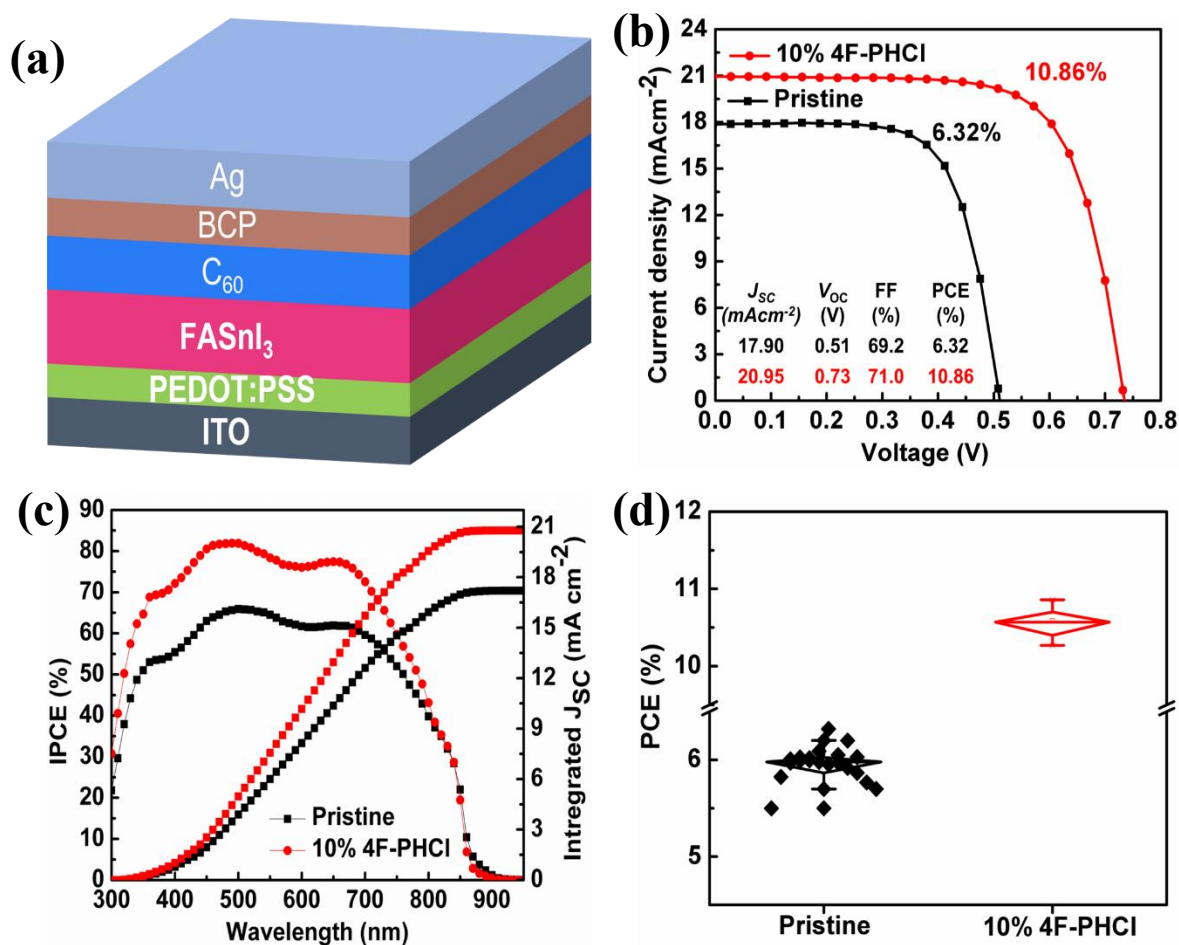 (a)
Ag
BCP
C₆₀
FASnI₃
PEDOT:PSS
ITO
(b)
24
21
18
15
12
9
6
3
0
Current density (mAcm⁻²)
10% 4F-PHCl
Pristine
10.86%
6.32%
J_SC V_OC FF PCE
(mAcm⁻²) (V) (%) (%)
17.90 0.51 69.2 6.32
20.95 0.73 71.0 10.86
0.0 0.1 0.2 0.3 0.4 0.5 0.6 0.7 0.8
Voltage (V)
(c)
90
80
70
60
50
40
30
20
10
0
IPCE (%)
Pristine
10% 4F-PHCl
21
18
15
12
9
6
3
0
Intregrated J_SC (mA cm⁻²)
300 400 500 600 700 800 900
Wavelength (nm)
(d)
12
11
10
6
5
PCE (%)
Pristine 10% 4F-PHCl